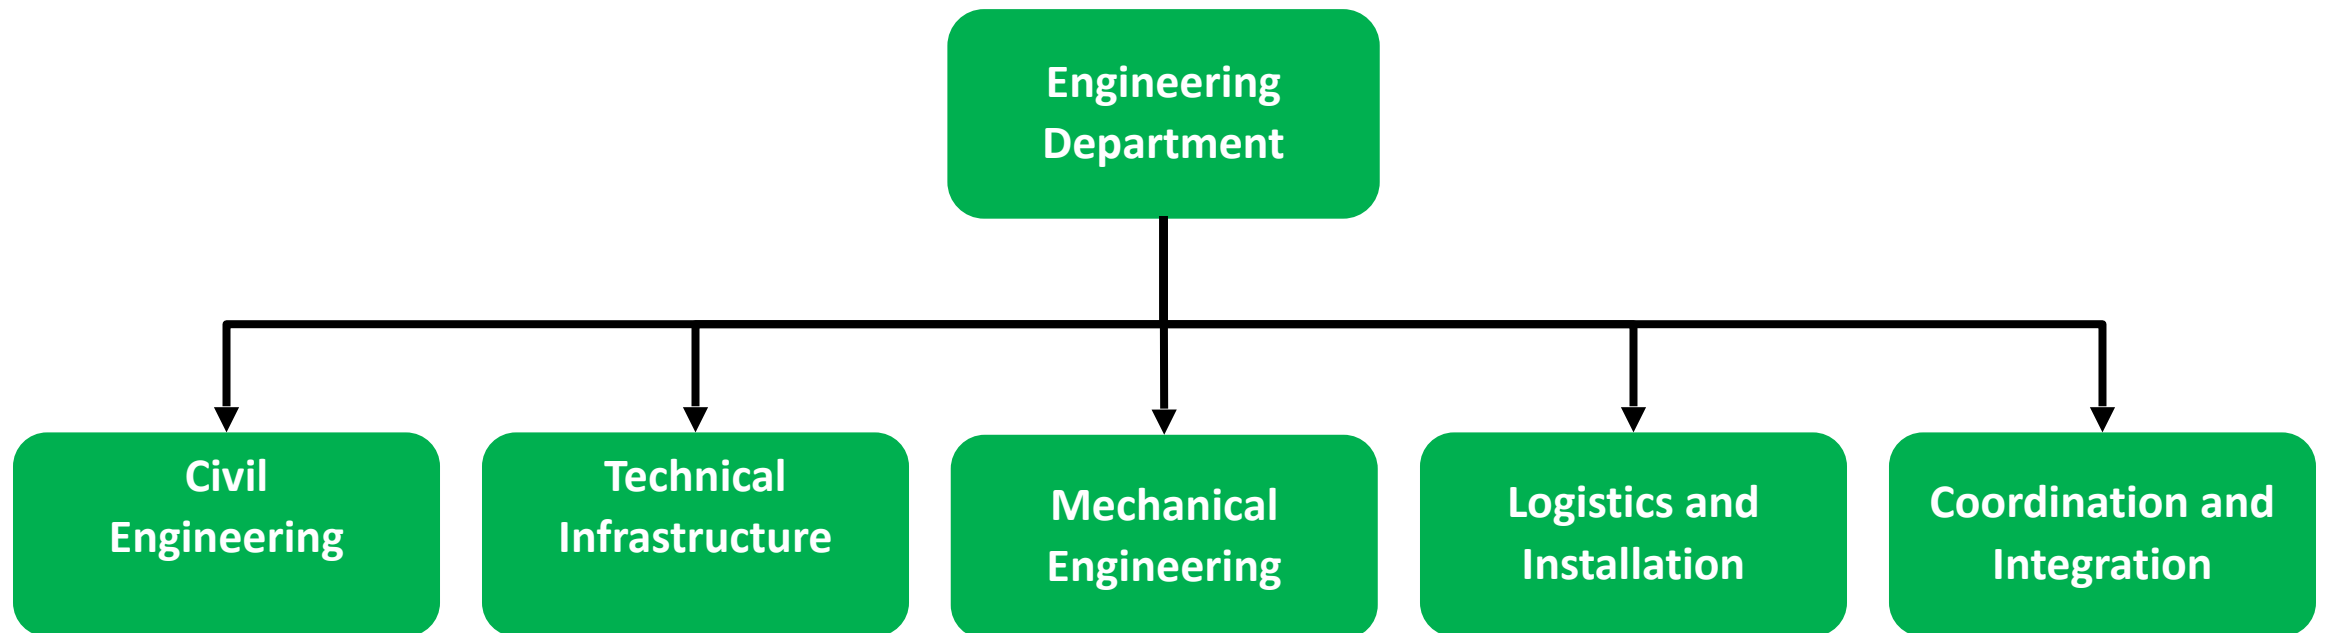 Engineering
Department
Civil
Engineering
Technical
Infrastructure
Mechanical
Engineering
Logistics and
Installation
Coordination and
Integration